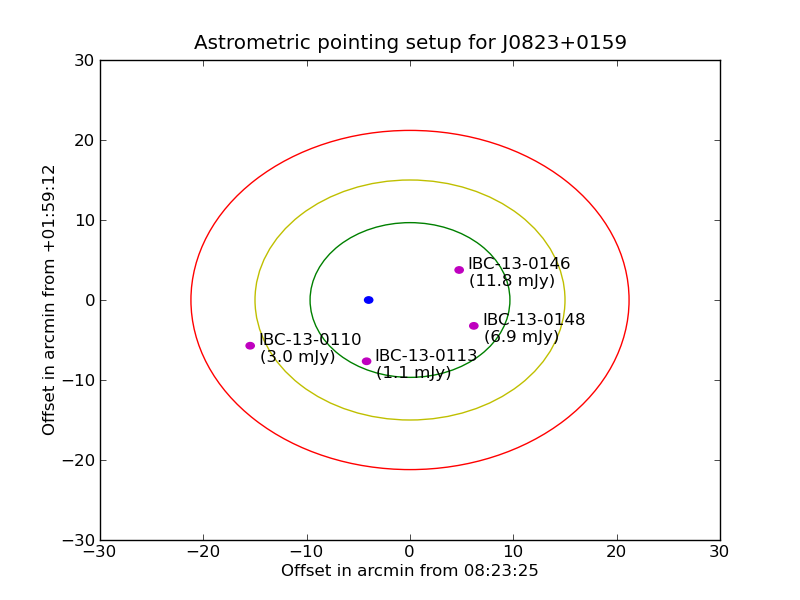 Astrometric pointing setup for J0823+0159
30
20
10
0
−10
−20
−30
Offset in arcmin from +01:59:12
IBC-13-0146
(11.8 mJy)
IBC-13-0148
(6.9 mJy)
IBC-13-0110
(3.0 mJy)
IBC-13-0113
(1.1 mJy)
−30 −20 −10 0 10 20 30
Offset in arcmin from 08:23:25